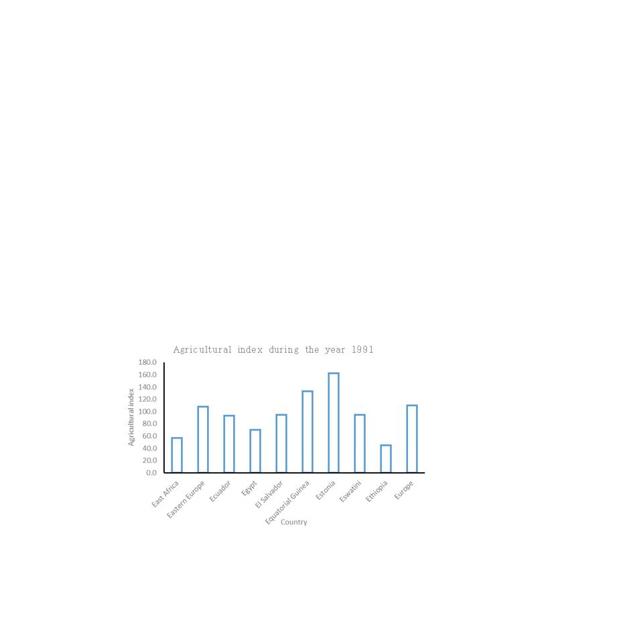 Agricultural index during the year 1991
180.0
160.0
140.0
120.0
100.0
80.0
60.0
40.0
20.0
0.0
Agricultural index
East Africa
Eastern Europe
Ecuador
Egypt
El Salvador
Equatorial Guinea
Estonia
Eswatini
Ethiopia
Europe
Country